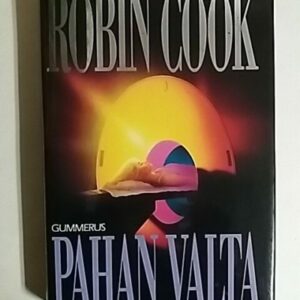 ROBIN COOK
GUMMERUS
PAHAN VALTA